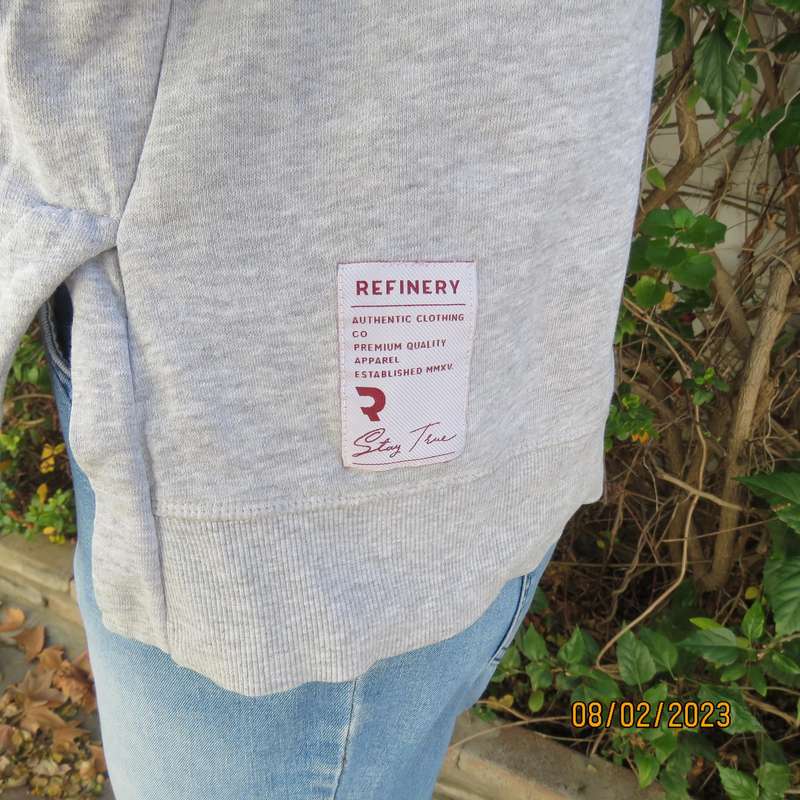 REFINERY
AUTHENTIC CLOTHING
CO
PREMIUM QUALITY
APPAREL
ESTABLISHED MMXV.
R
Stay True
08/02/2023